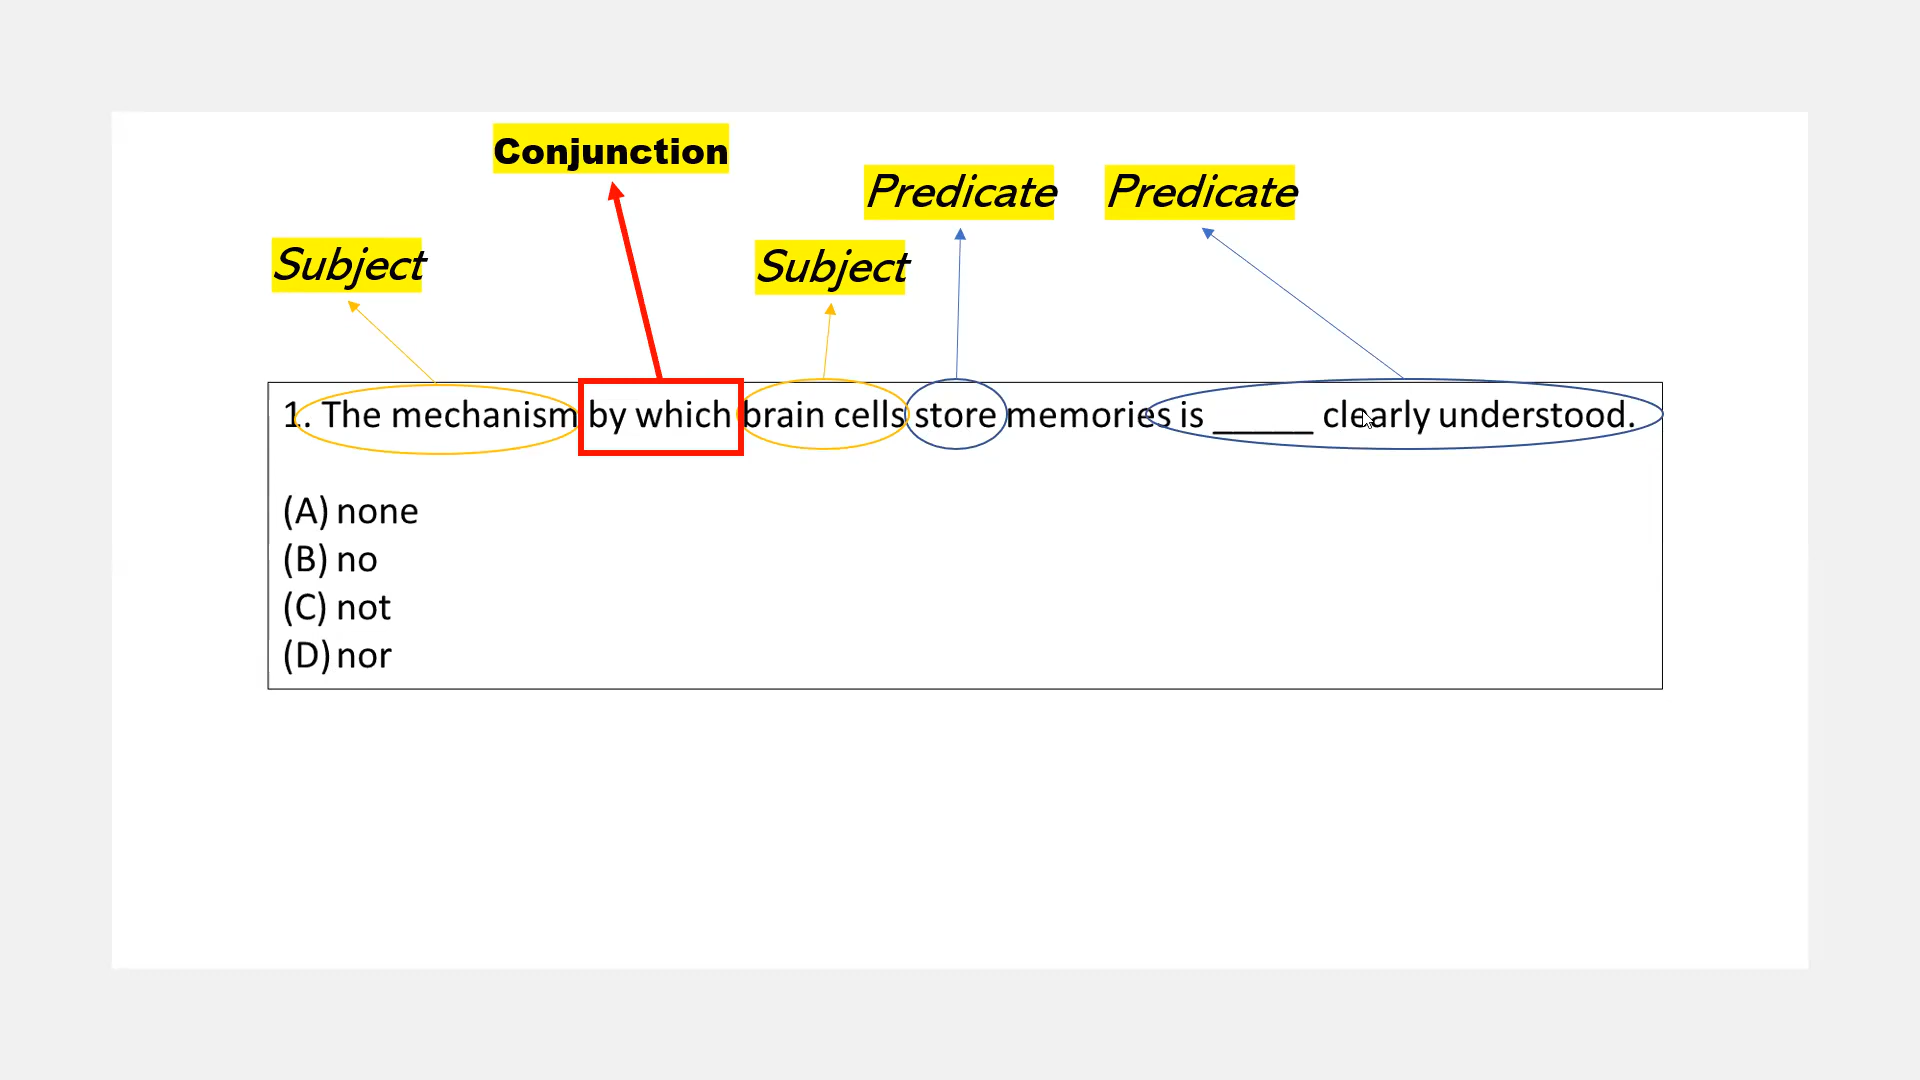 Conjunction
Predicate Predicate
Subject Subject
1. The mechanism by which brain cells store memories is _____ clearly understood.
(A) none
(B) no
(C) not
(D) nor